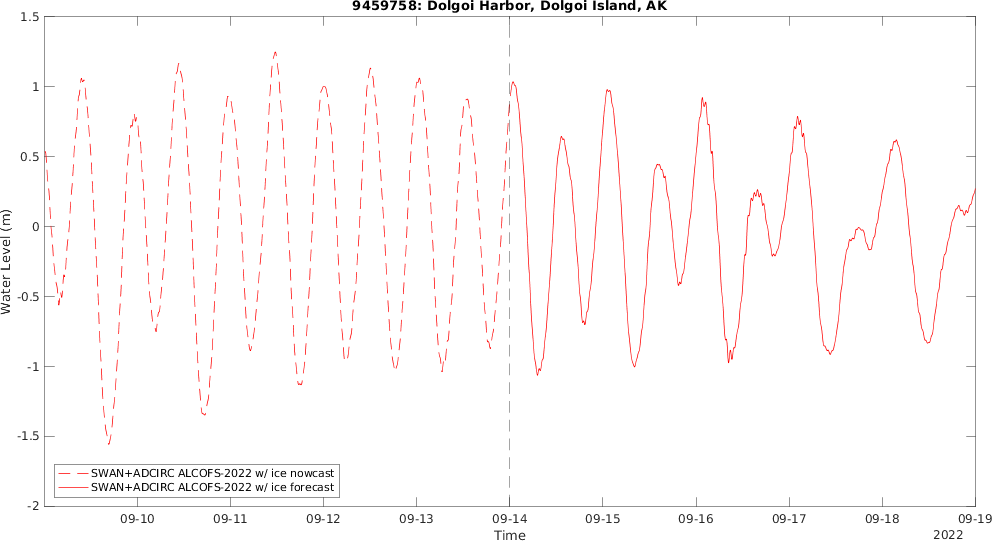 9459758: Dolgoi Harbor, Dolgoi Island, AK
1.5
1
0.5
0
-0.5
-1
-1.5
-2
Water Level (m)
SWAN+ADCIRC ALCOFS-2022 w/ ice nowcast
SWAN+ADCIRC ALCOFS-2022 w/ ice forecast
09-10 09-11 09-12 09-13 09-14 09-15 09-16 09-17 09-18 09-19
Time
2022